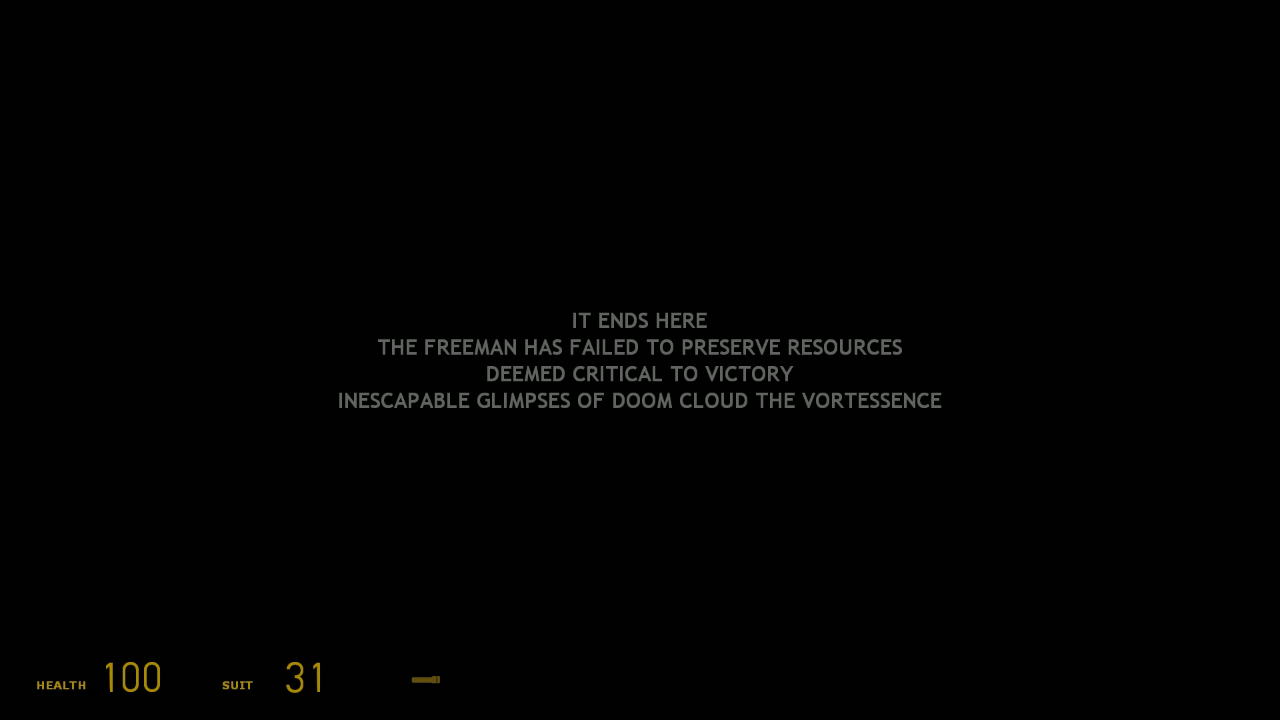 IT ENDS HERE
THE FREEMAN HAS FAILED TO PRESERVE RESOURCES
DEEMED CRITICAL TO VICTORY
INESCAPABLE GLIMPSES OF DOOM CLOUD THE VORTESSENCE
HEALTH 100 SUIT 31